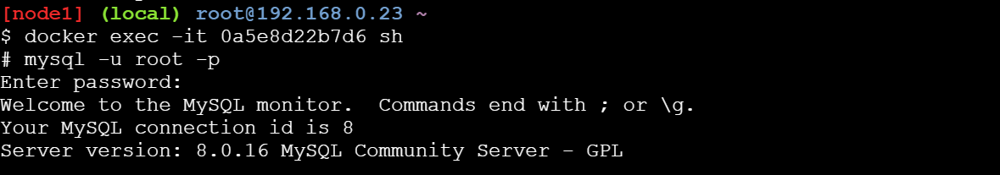 [node1] (local) root@192.168.0.23 ~
$ docker exec -it 0a5e8d22b7d6 sh
# mysql -u root -p
Enter password:
Welcome to the MySQL monitor.  Commands end with ; or \g.
Your MySQL connection id is 8
Server version: 8.0.16 MySQL Community Server - GPL